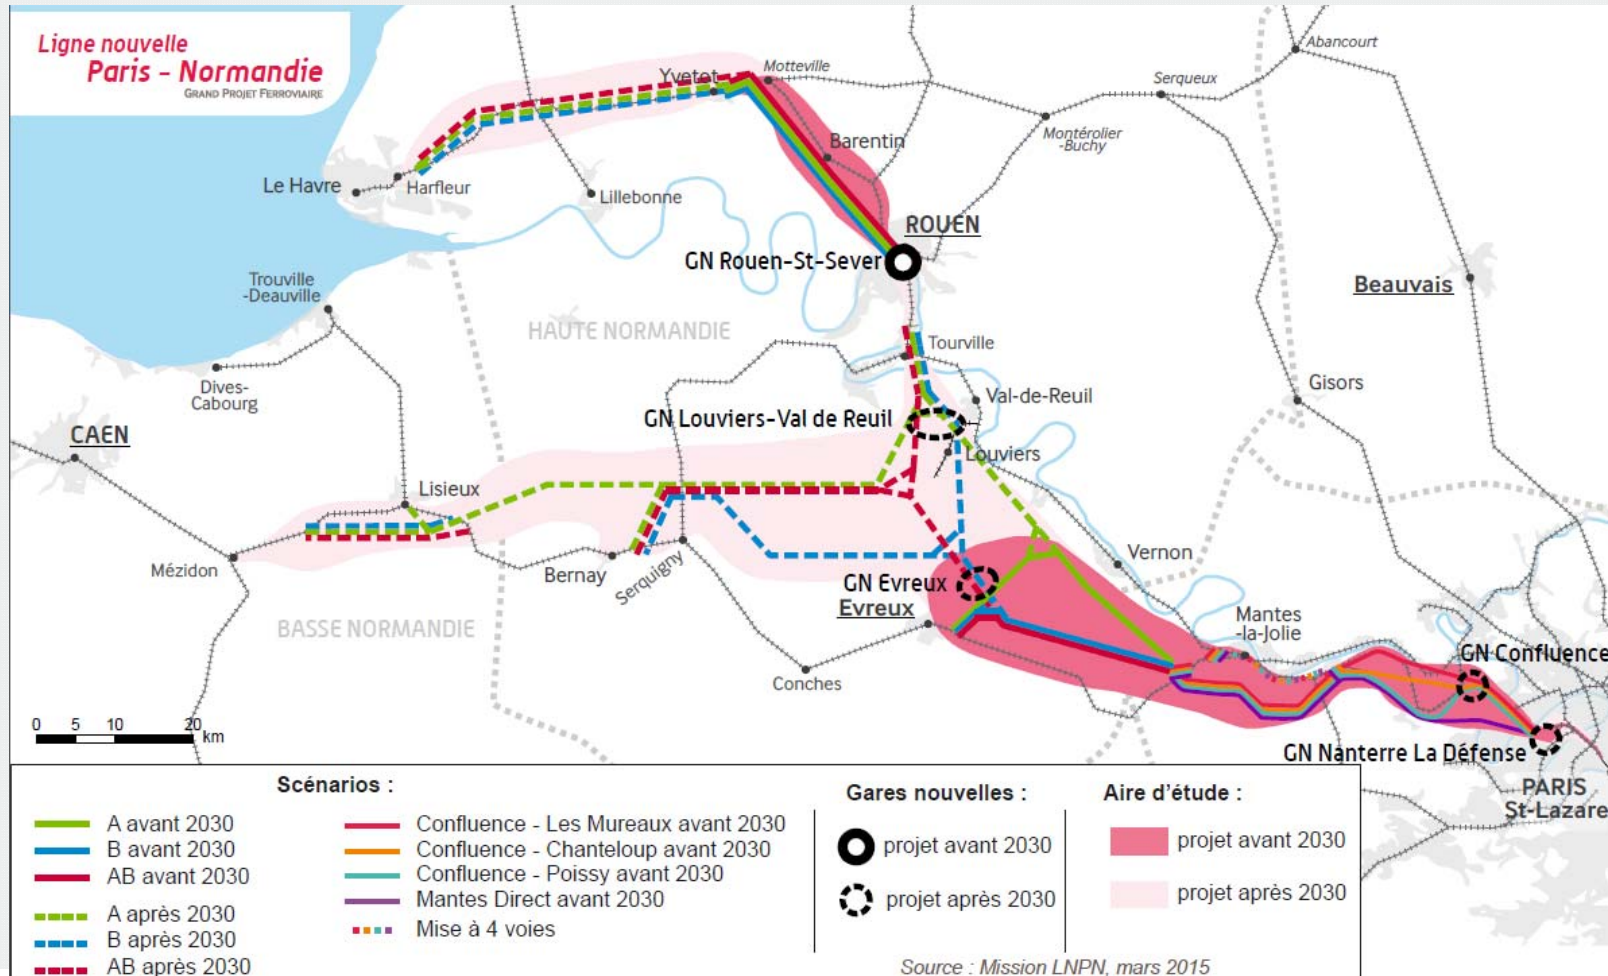 Ligne nouvelle
Paris - Normandie
GRAND PROJET FERROVIAIRE
Abancourt
Motteville
Yvetot
Serqueux
Montérolier
-Buchy
Barentin
Le Havre
Harfleur
Lillebonne
ROUEN
GN Rouen-St-Sever
Trouville
-Deauville
Beauvais
HAUTE NORMANDIE
Tourville
Dives-
Cabourg
Gisors
Val-de-Reuil
GN Louviers-Val de Reuil
CAEN
Louviers
Lisieux
Vernon
Mézidon
Bernay
Serquigny
GN Evreux
Evreux
Mantes
-la-Jolie
BASSE NORMANDIE
GN Confluence
Conches
0 5 10 20
km
GN Nanterre La Défense
PARIS
St-Lazare
Scénarios :
A avant 2030
B avant 2030
AB avant 2030
A après 2030
B après 2030
AB après 2030
Confluence - Les Mureaux avant 2030
Confluence - Chanteloup avant 2030
Confluence - Poissy avant 2030
Mantes Direct avant 2030
Mise à 4 voies
Gares nouvelles :
projet avant 2030
projet après 2030
Aire d'étude :
projet avant 2030
projet après 2030
Source : Mission LNPN, mars 2015